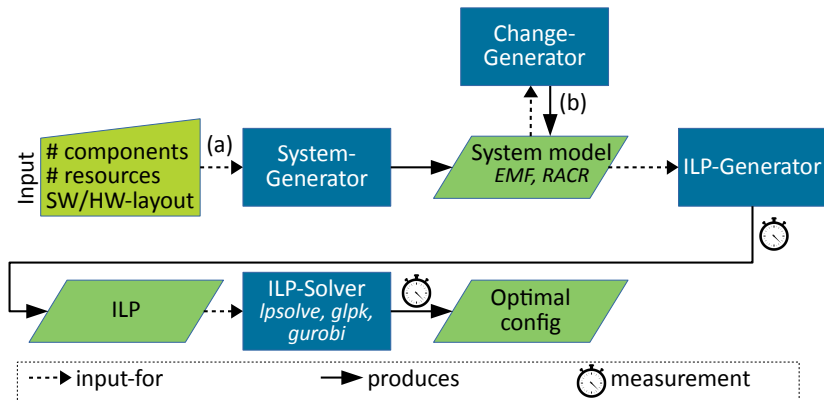 Change-
Generator
(b)
Input
# components
# resources
SW/HW-layout
(a)
System-
Generator
System model
EMF, RACR
ILP-Generator
ILP
ILP-Solver
lpsolve, glpk,
gurobi
Optimal
config
input-for
produces
measurement